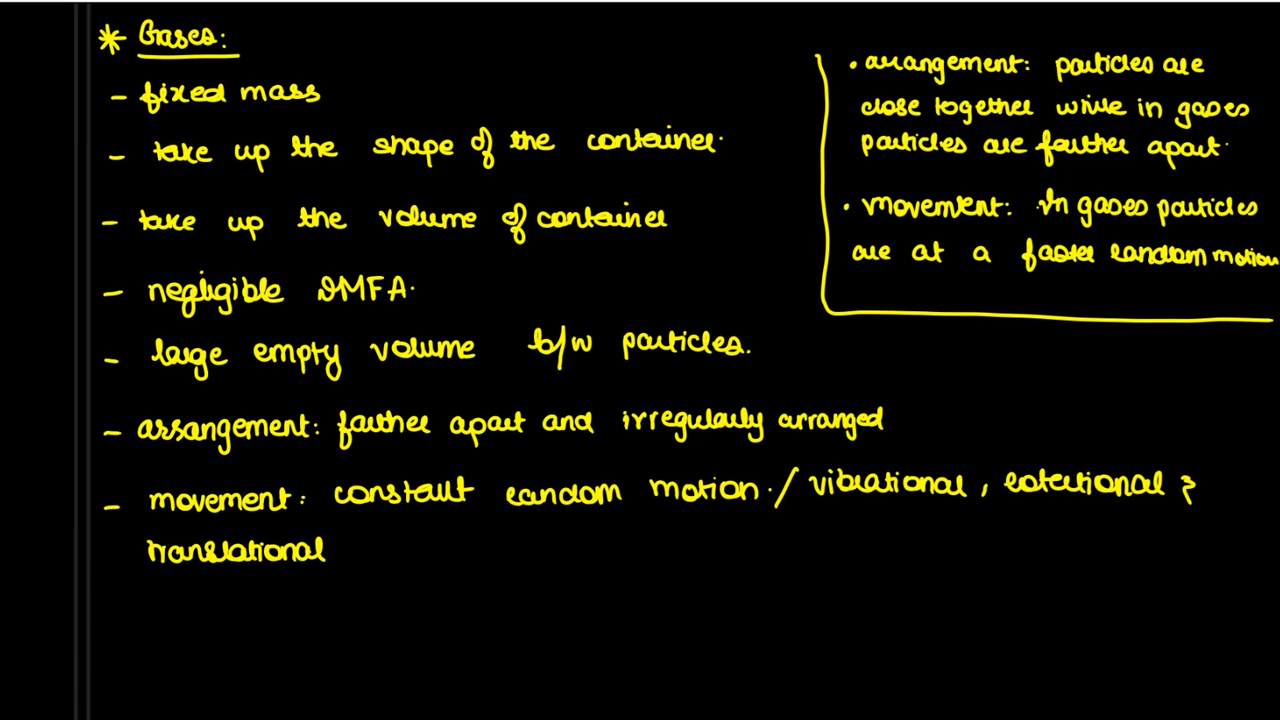 * Gases:
- fixed mass
- take up the shape of the container.
- take up the volume of container
- negligible IMFA.
- large empty volume b/w particles.
- arrangement: farther apart and irregularly arranged
- movement: constant random motion. / vibrational, rotational &
translational
• arrangement: particles are
close together while in gases
particles are farther apart.
• movement: In gases particles
are at a faster random motion